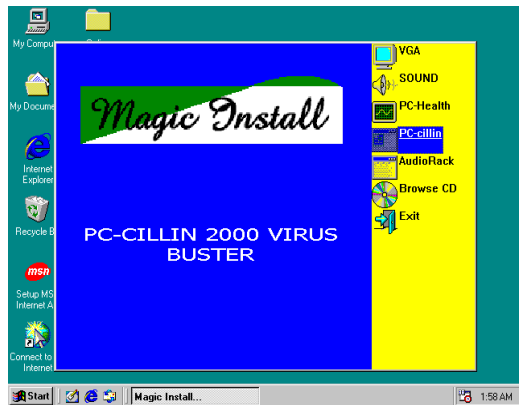 My Compu
My Docume
Internet
Explorer
Recycle B
msn
Setup MS
Internet A
Connect to
Internet
Magic Install
PC-CILLIN 2000 VIRUS
BUSTER
VGA
SOUND
PC-Health
PC-cillin
AudioRack
Browse CD
Exit
Start
Magic Install...
1:58 AM